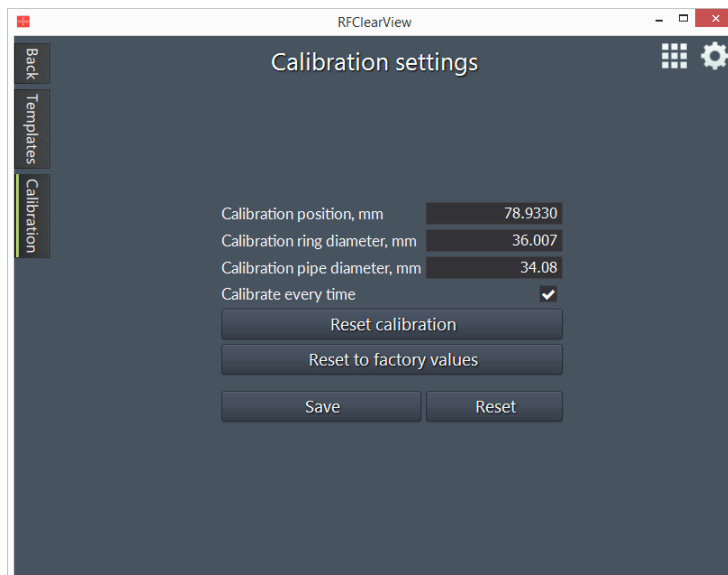 RFClearView
Back
Templates
Calibration
Calibration settings
Calibration position, mm 78.9330
Calibration ring diameter, mm 36.007
Calibration pipe diameter, mm 34.08
Calibrate every time
Reset calibration
Reset to factory values
Save Reset